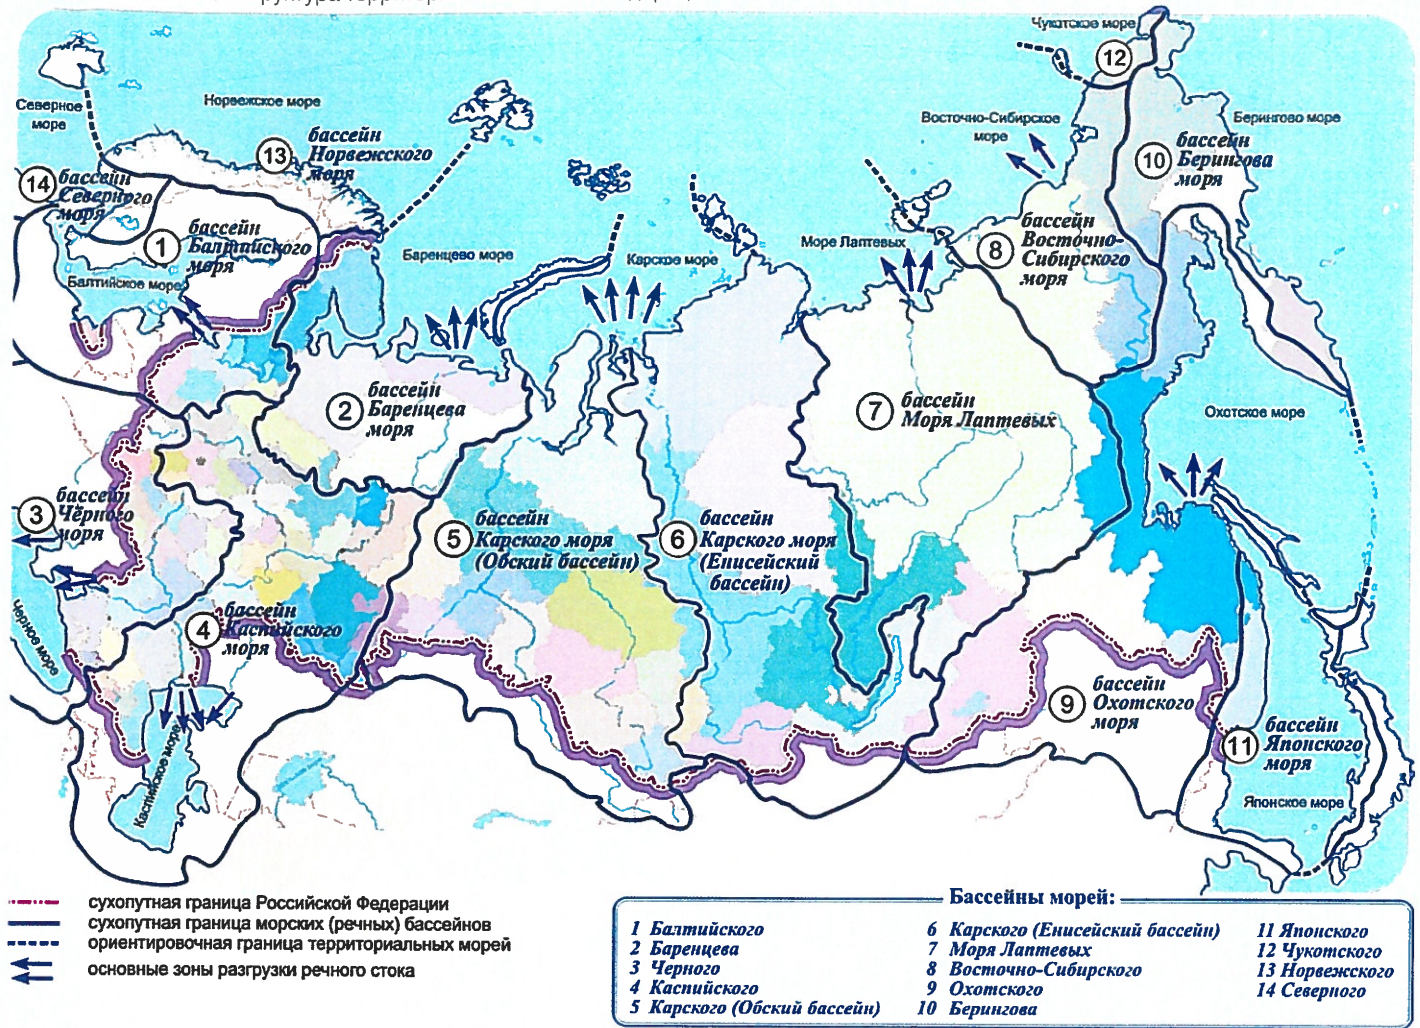 Чукотское море
12
Северное
море
Норвежское море
Восточно-Сибирское
море
Берингово море
13
бассейн
Норвежского
моря
10
бассейн
Берингова
моря
14
бассейн
Северного
моря
1
бассейн
Балтийского
моря
8
бассейн
Восточно-
Сибирского
моря
Баренцево море
Карское море
Море Лаптевых
Балтийское море
2
бассейн
Баренцева
моря
7
бассейн
Моря Лаптевых
Охотское море
3
бассейн
Чёрного
моря
5
бассейн
Карского моря
(Обский бассейн)
6
бассейн
Карского моря
(Енисейский
бассейн)
4
бассейн
Каспийского
моря
Черное море
9
бассейн
Охотского
моря
11
бассейн
Японского
моря
Каспийское море
Японское море
сухопутная граница Российской Федерации
сухопутная граница морских (речных) бассейнов
ориентировочная граница территориальных морей
основные зоны разгрузки речного стока
Бассейны морей:
1 Балтийского
2 Баренцева
3 Черного
4 Каспийского
5 Карского (Обский бассейн)
6 Карского (Енисейский бассейн)
7 Моря Лаптевых
8 Восточно-Сибирского
9 Охотского
10 Берингова
11 Японского
12 Чукотского
13 Норвежского
14 Северного